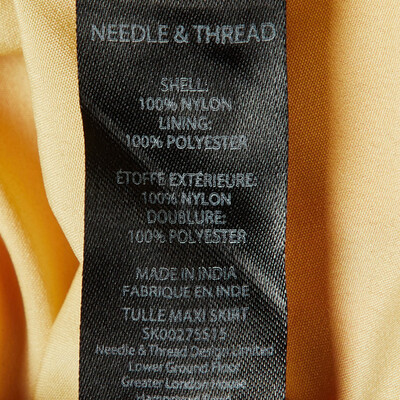 NEEDLE & THREAD
SHELL:
100% NYLON
LINING:
100% POLYESTER
ÉTOFFE EXTÉRIEURE:
100% NYLON
DOUBLURE:
100% POLYESTER
MADE IN INDIA
FABRIQUE EN INDE
TULLE MAXI SKIRT
SK0027SS15
Needle & Thread Design Limited
Lower Ground Floor
Greater London House